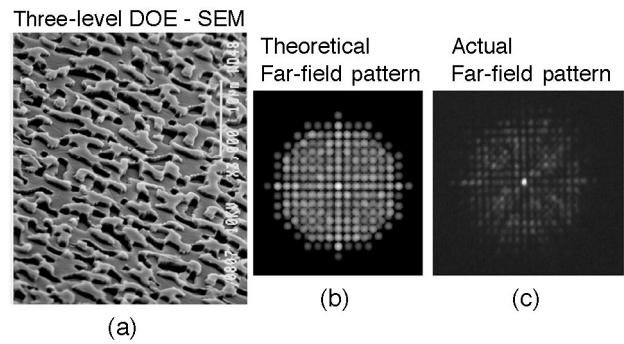 Three-level DOE - SEM
Theoretical
Far-field pattern
Actual
Far-field pattern
(a)
(b)
(c)